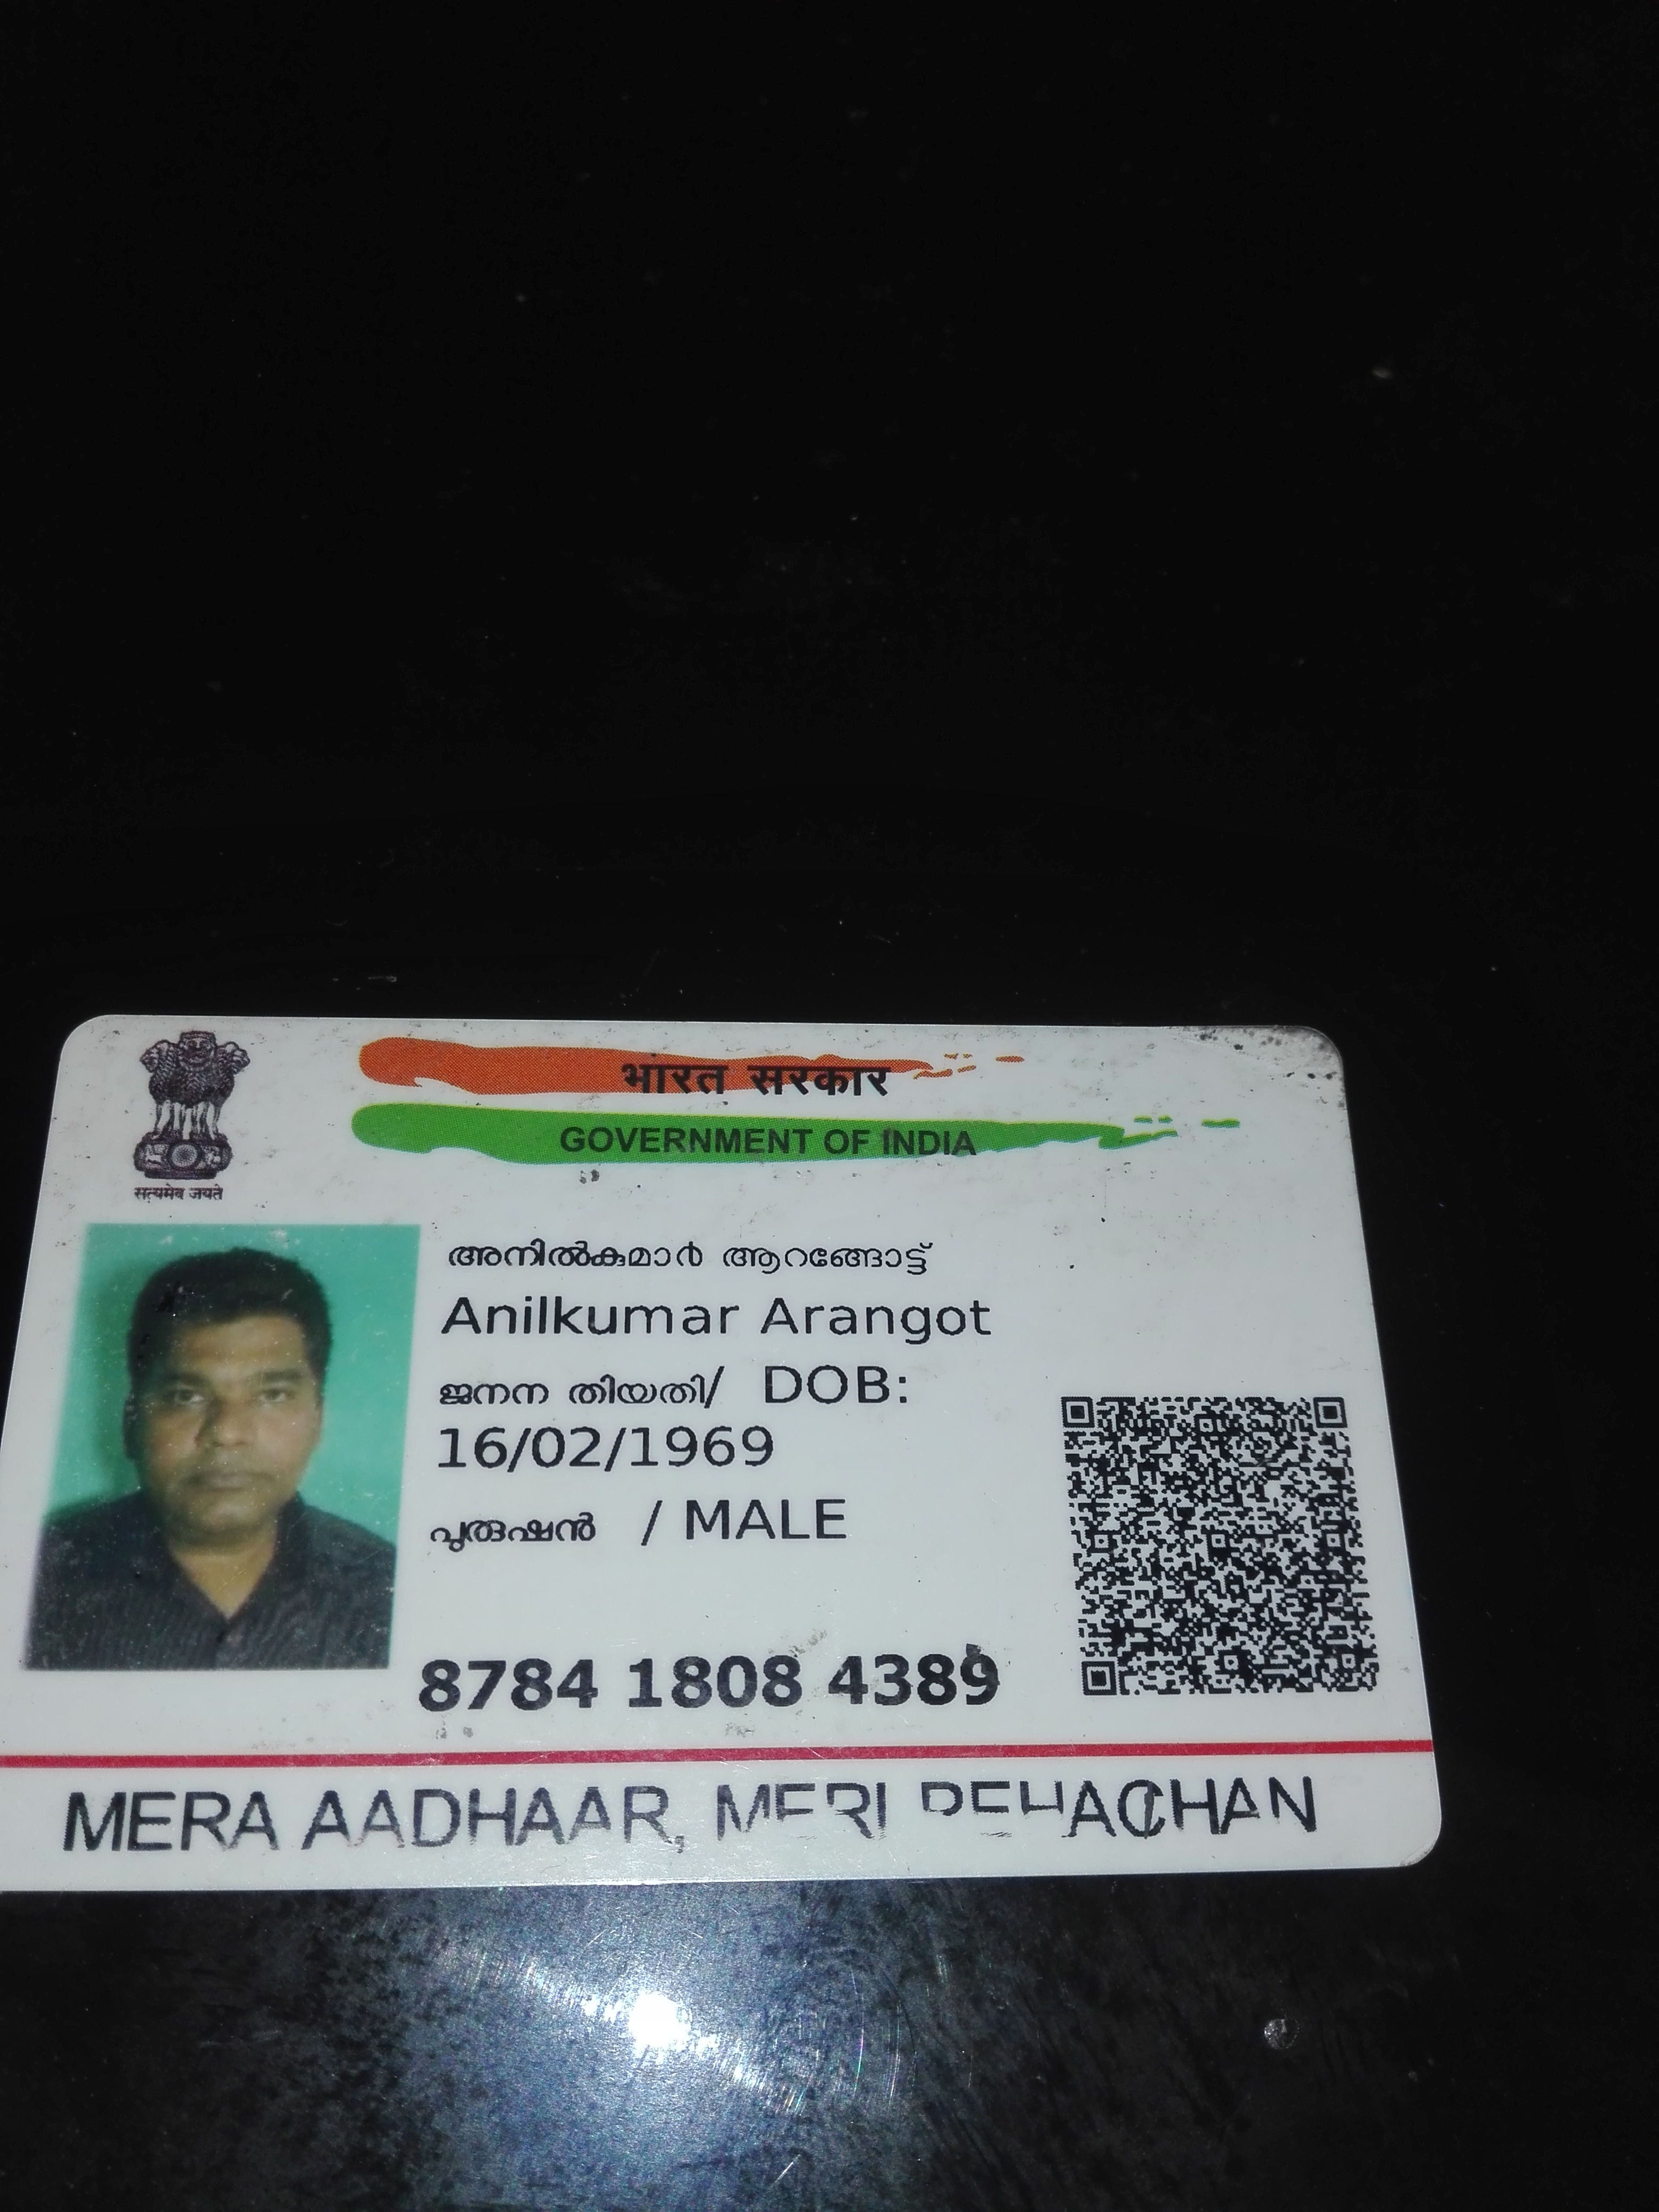 भारत सरकार
GOVERNMENT OF INDIA
सत्यमेव जयते
അനിൽകുമാർ ആറങ്ങോട്ട്
Anilkumar Arangot
ജനന തിയതി/ DOB:
16/02/1969
പുരുഷൻ / MALE
8784 1808 4389
MERA AADHAAR, MERI PEHACHAN